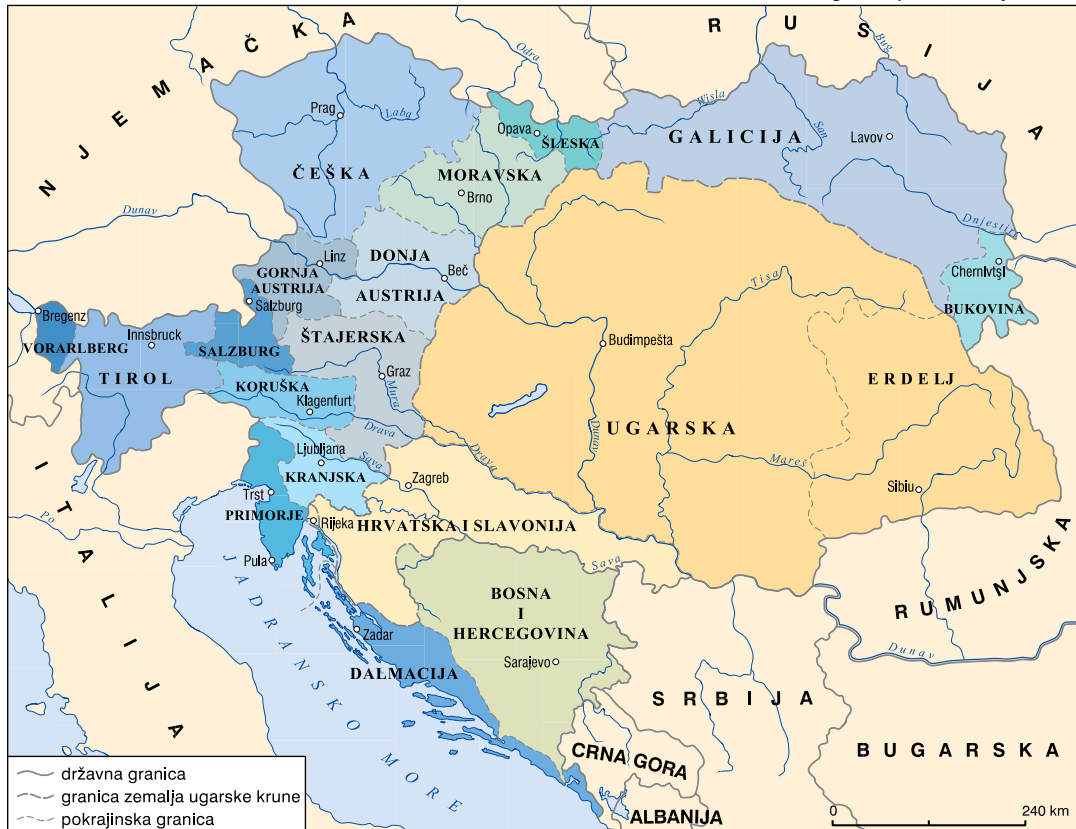 NJEMAČKA
RUSIJA
Odra
Bug
Prag
Laba
Wisla
San
Opava
ŠLESKA
GALICIJA
Lavov
ČEŠKA
MORAVSKA
Brno
Dunav
Dnjestir
Linz
DONJA
AUSTRIJA
Beč
GORNJA
AUSTRIJA
Salzburg
Tisa
Chernivtsi
BUKOVINA
Bregenz
VORARLBERG
Innsbruck
TIROL
SALZBURG
ŠTAJERSKA
Graz
Mura
Budimpešta
ERDELJ
KORUŠKA
Klagenfurt
Drava
Drava
Dunav
UGARSKA
Mareš
Sibiu
Ljubljana
Sava
KRANJSKA
Zagreb
ITALIJA
Po
Trst
PRIMORJE
Rijeka
HRVATSKA I SLAVONIJA
Pula
Sava
JADRANSKO MORE
BOSNA
I
HERCEGOVINA
Sarajevo
Zadar
DALMACIJA
RUMUNJSKA
Dunav
SRBIJA
BUGARSKA
CRNA GORA
ALBANIJA
državna granica
granica zemalja ugarske krune
pokrajinska granica
0 240 km